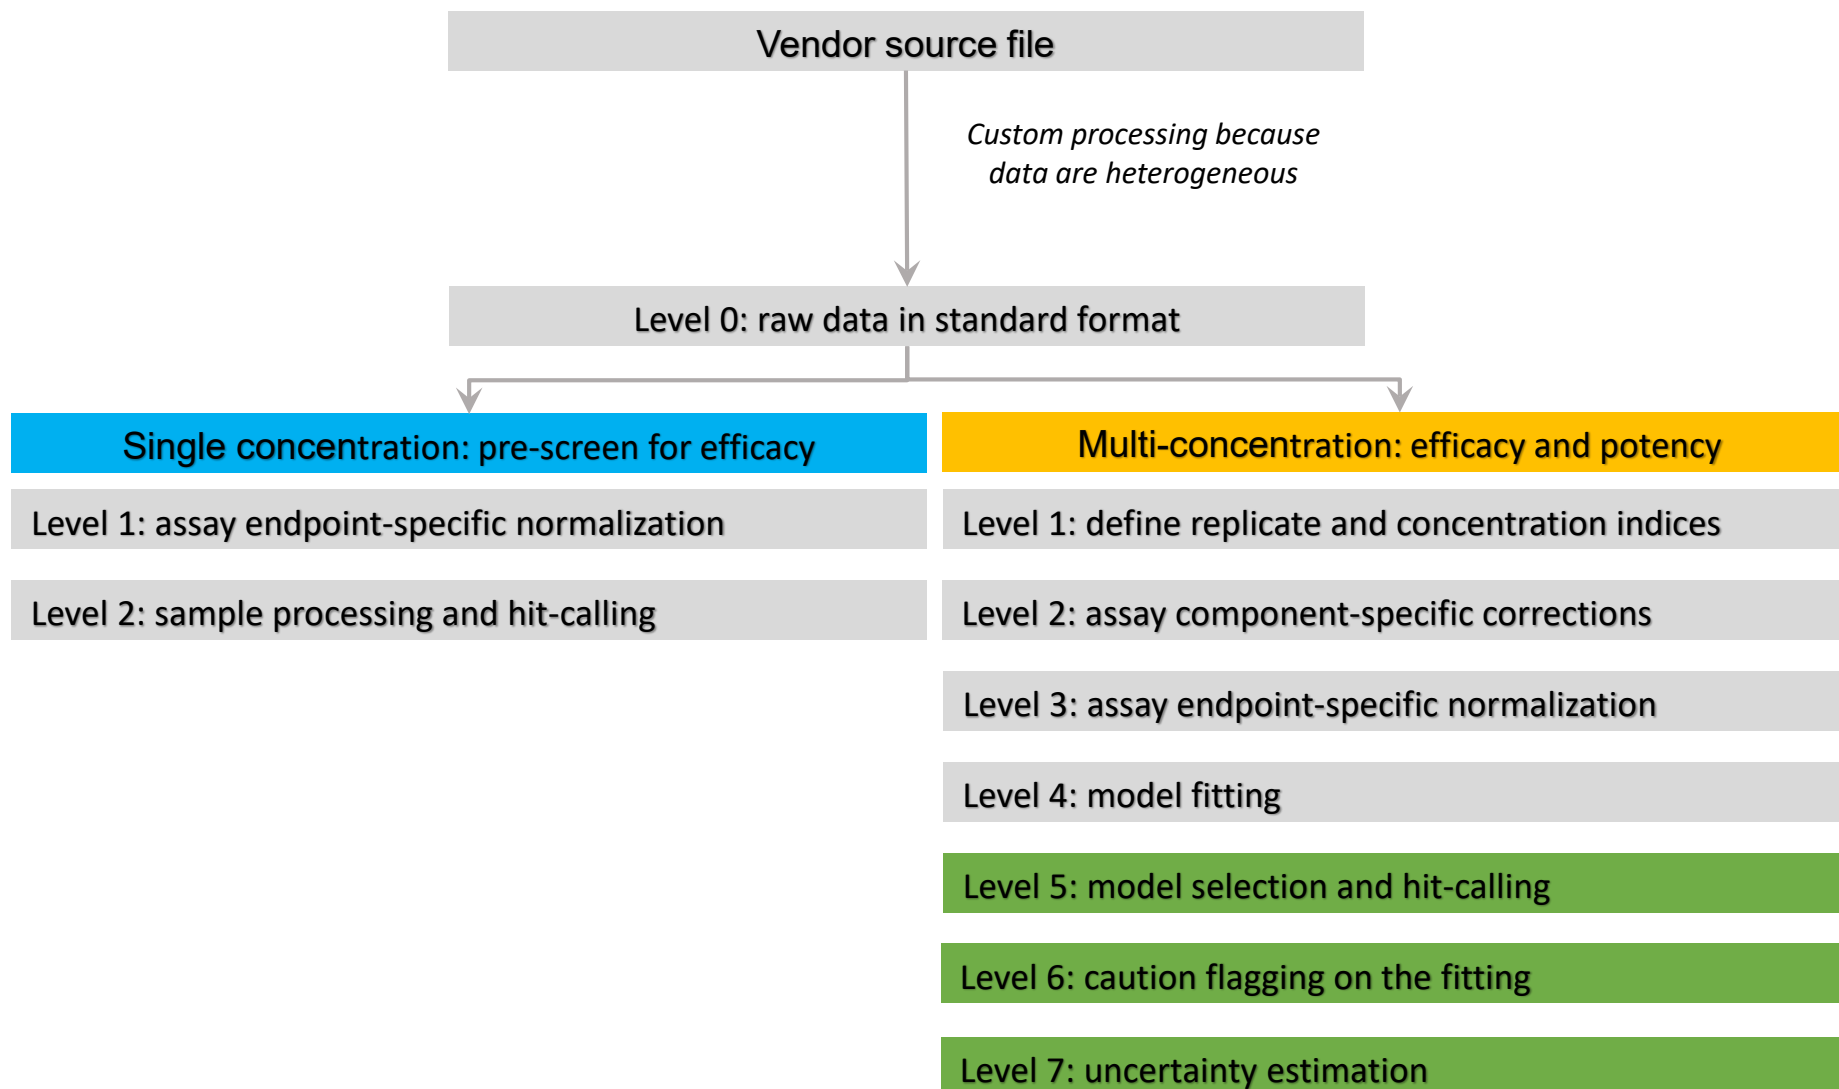 Vendor source file
Custom processing because
data are heterogeneous
Level 0: raw data in standard format
Single concentration: pre-screen for efficacy
Level 1: assay endpoint-specific normalization
Level 2: sample processing and hit-calling
Multi-concentration: efficacy and potency
Level 1: define replicate and concentration indices
Level 2: assay component-specific corrections
Level 3: assay endpoint-specific normalization
Level 4: model fitting
Level 5: model selection and hit-calling
Level 6: caution flagging on the fitting
Level 7: uncertainty estimation